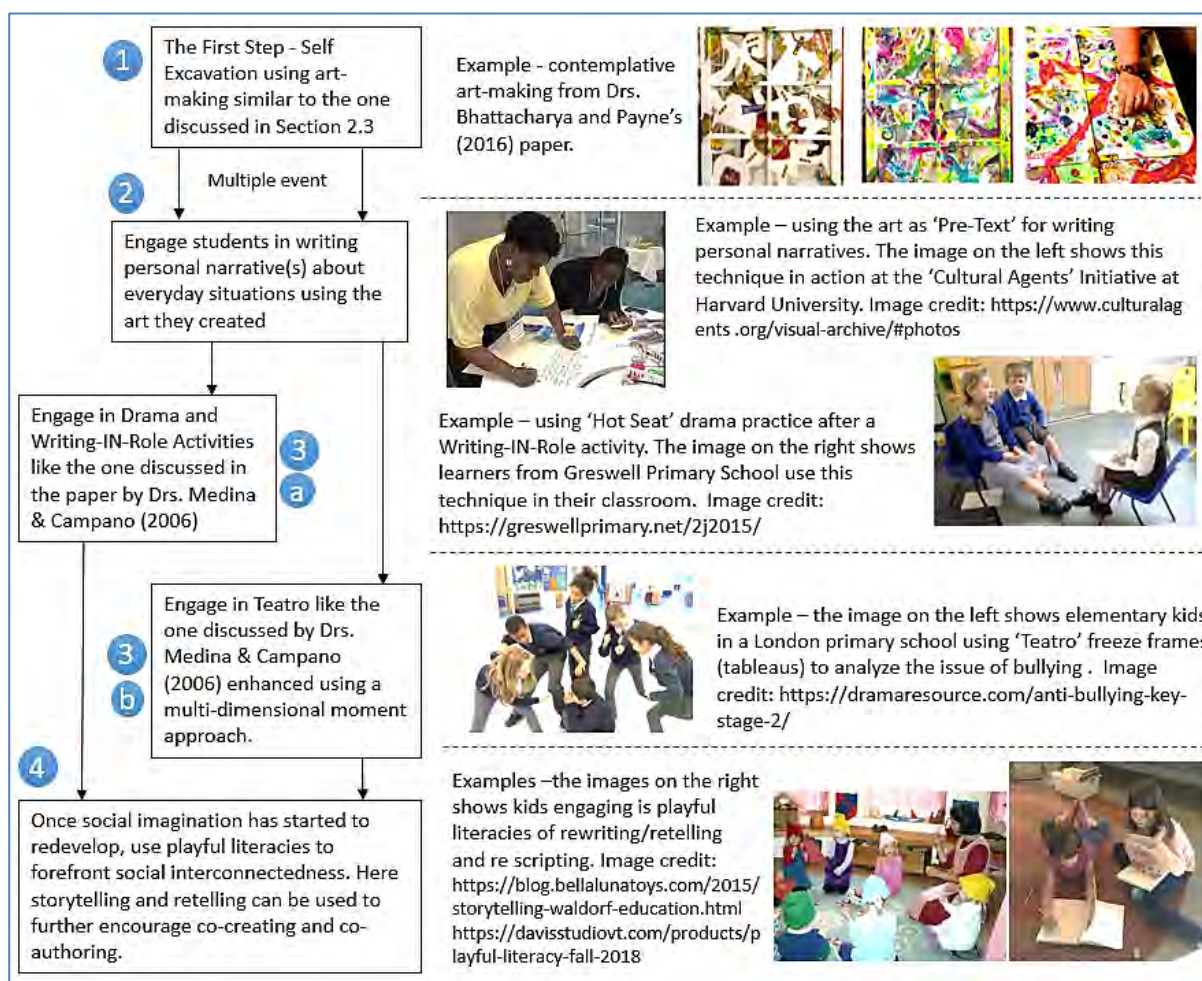 1
The First Step - Self
Excavation using art-
making similar to the one
discussed in Section 2.3
Example - contemplative
art-making from Drs.
Bhattacharya and Payne's
(2016) paper.
Multiple event
2
Engage students in writing
personal narrative(s) about
everyday situations using the
art they created
Example – using the art as 'Pre-Text' for writing
personal narratives. The image on the left shows this
technique in action at the 'Cultural Agents' Initiative at
Harvard University. Image credit: https://www.culturalag
ents .org/visual-archive/#photos
Engage in Drama and
Writing-IN-Role Activities
like the one discussed in
the paper by Drs. Medina
& Campano (2006)
3
a
Example – using 'Hot Seat' drama practice after a
Writing-IN-Role activity. The image on the right shows
learners from Greswell Primary School use this
technique in their classroom.  Image credit:
https://greswellprimary.net/2j2015/
3
b
Engage in Teatro like the
one discussed by Drs.
Medina & Campano
(2006) enhanced using a
multi-dimensional moment
approach.
Example – the image on the left shows elementary kids
in a London primary school using 'Teatro' freeze frames
(tableaus) to analyze the issue of bullying .  Image
credit: https://dramaresource.com/anti-bullying-key-
stage-2/
4
Once social imagination has started to
redevelop, use playful literacies to
forefront social interconnectedness. Here
storytelling and retelling can be used to
further encourage co-creating and co-
authoring.
Examples –the images on the right
shows kids engaging is playful
literacies of rewriting/retelling
and re scripting. Image credit:
https://blog.bellalunatoys.com/2015/
storytelling-waldorf-education.html
https://davisstudiovt.com/products/p
layful-literacy-fall-2018